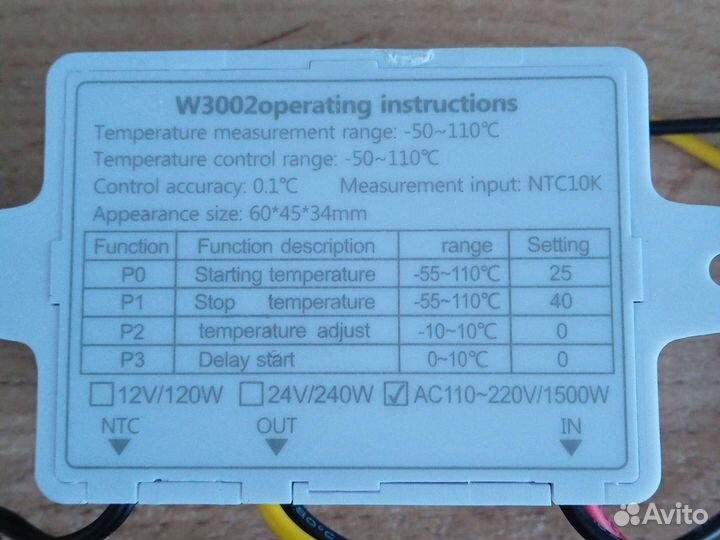 W3002operating instructions
Temperature measurement range: -50~110℃
Temperature control range: -50~110℃
Control accuracy: 0.1℃ Measurement input: NTC10K
Appearance size: 60*45*34mm
Function Function description range Setting
P0 Starting temperature -55~110℃ 25
P1 Stop temperature -55~110℃ 40
P2 temperature adjust -10~10℃ 0
P3 Delay start 0~10℃ 0
☐12V/120W ☐24V/240W ☑AC110~220V/1500W
NTC OUT IN
Avito